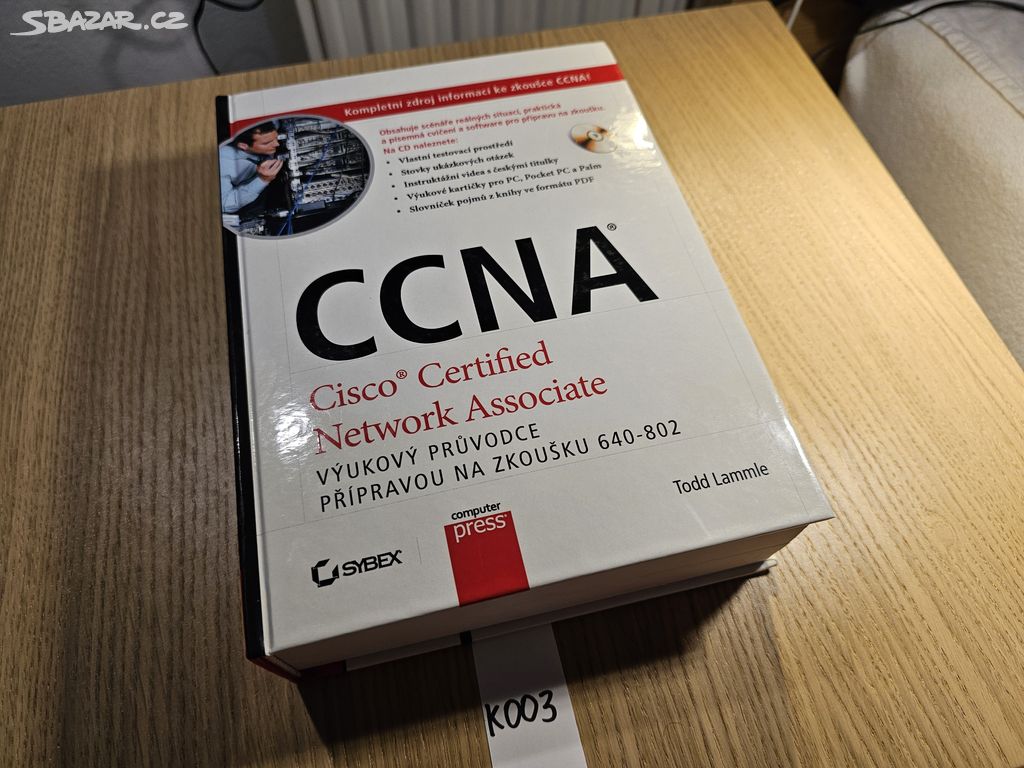 SBAZAR.CZ
Kompletní zdroj informací ke zkoušce CCNA!
Obsahuje scénáře reálných situací, praktická
a písemná cvičení a software pro přípravu na zkoušku.
Na CD naleznete:
• Vlastní testovací prostředí
• Stovky ukázkových otázek
• Instruktážní videa s českými titulky
• Výukové kartičky pro PC, Pocket PC a Palm
• Slovníček pojmů z knihy ve formátu PDF
CCNA®
Cisco® Certified
Network Associate
VÝUKOVÝ PRŮVODCE
PŘÍPRAVOU NA ZKOUŠKU 640-802
Todd Lammle
SYBEX®
computer
press®
K003